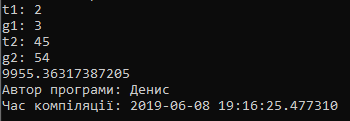 t1: 2
g1: 3
t2: 45
g2: 54
9955.36317387205
Автор програми: Денис
Час компіляції: 2019-06-08 19:16:25.477310